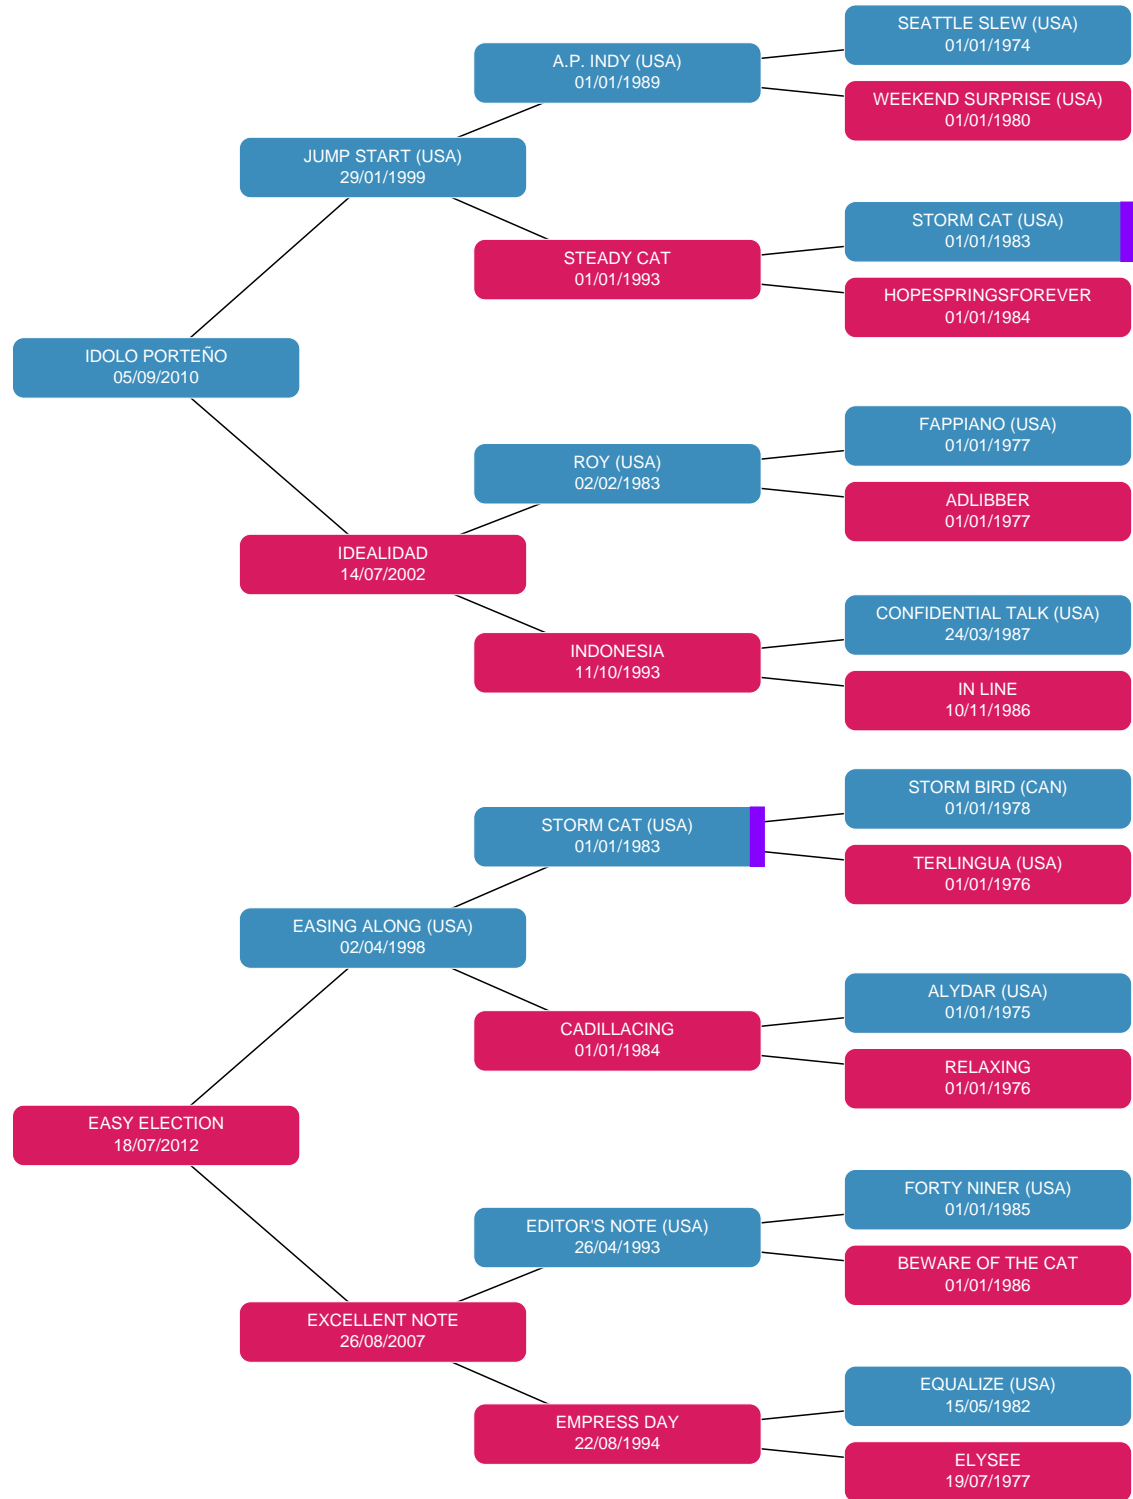 SEATTLE SLEW (USA)
01/01/1974
A.P. INDY (USA)
01/01/1989
WEEKEND SURPRISE (USA)
01/01/1980
JUMP START (USA)
29/01/1999
STORM CAT (USA)
01/01/1983
STEADY CAT
01/01/1993
HOPESPRINGSFOREVER
01/01/1984
IDOLO PORTEÑO
05/09/2010
FAPPIANO (USA)
01/01/1977
ROY (USA)
02/02/1983
ADLIBBER
01/01/1977
IDEALIDAD
14/07/2002
CONFIDENTIAL TALK (USA)
24/03/1987
INDONESIA
11/10/1993
IN LINE
10/11/1986
STORM BIRD (CAN)
01/01/1978
STORM CAT (USA)
01/01/1983
TERLINGUA (USA)
01/01/1976
EASING ALONG (USA)
02/04/1998
ALYDAR (USA)
01/01/1975
CADILLACING
01/01/1984
RELAXING
01/01/1976
EASY ELECTION
18/07/2012
FORTY NINER (USA)
01/01/1985
EDITOR'S NOTE (USA)
26/04/1993
BEWARE OF THE CAT
01/01/1986
EXCELLENT NOTE
26/08/2007
EQUALIZE (USA)
15/05/1982
EMPRESS DAY
22/08/1994
ELYSEE
19/07/1977